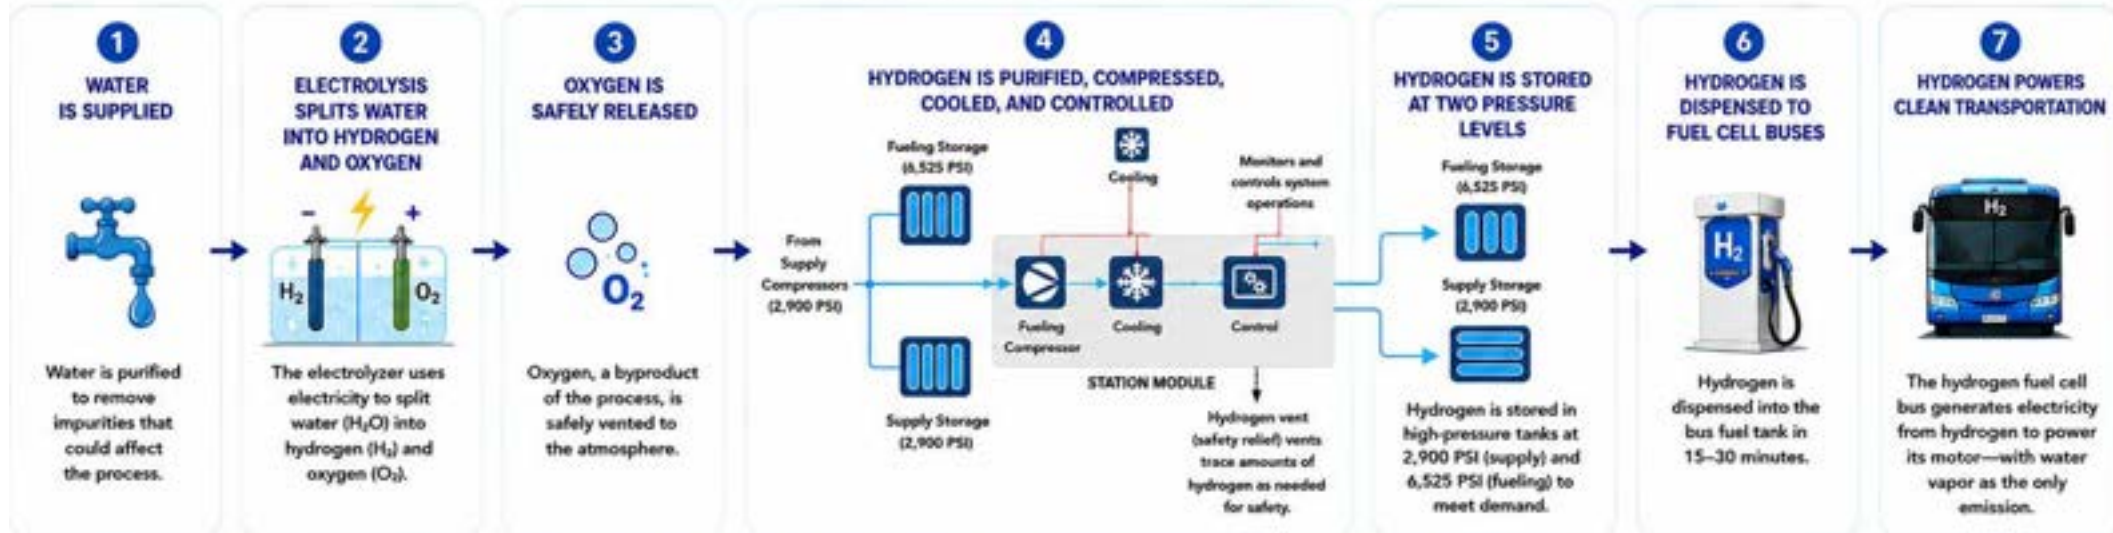 1
WATER
IS SUPPLIED
Water is purified
to remove
impurities that
could affect
the process.
2
ELECTROLYSIS
SPLITS WATER
INTO HYDROGEN
AND OXYGEN
- +
H₂
O₂
The electrolyzer uses
electricity to split
water (H₂O) into
hydrogen (H₂) and
oxygen (O₂).
3
OXYGEN IS
SAFELY RELEASED
O₂
Oxygen, a byproduct
of the process, is
safely vented to
the atmosphere.
4
HYDROGEN IS PURIFIED, COMPRESSED,
COOLED, AND CONTROLLED
Fueling Storage
(6,525 PSI)
Cooling
Monitors and
controls system
operations
From
Supply
Compressors
(2,900 PSI)
Fueling
Compressor
Cooling
Control
STATION MODULE
Supply Storage
(2,900 PSI)
Hydrogen vent
(safety relief) vents
trace amounts of
hydrogen as needed
for safety.
5
HYDROGEN IS STORED
AT TWO PRESSURE
LEVELS
Fueling Storage
(6,525 PSI)
Supply Storage
(2,900 PSI)
Hydrogen is stored in
high-pressure tanks at
2,900 PSI (supply) and
6,525 PSI (fueling) to
meet demand.
6
HYDROGEN IS
DISPENSED TO
FUEL CELL BUSES
H₂
Hydrogen is
dispensed into the
bus fuel tank in
15–30 minutes.
7
HYDROGEN POWERS
CLEAN TRANSPORTATION
H₂
The hydrogen fuel cell
bus generates electricity
from hydrogen to power
its motor—with water
vapor as the only
emission.